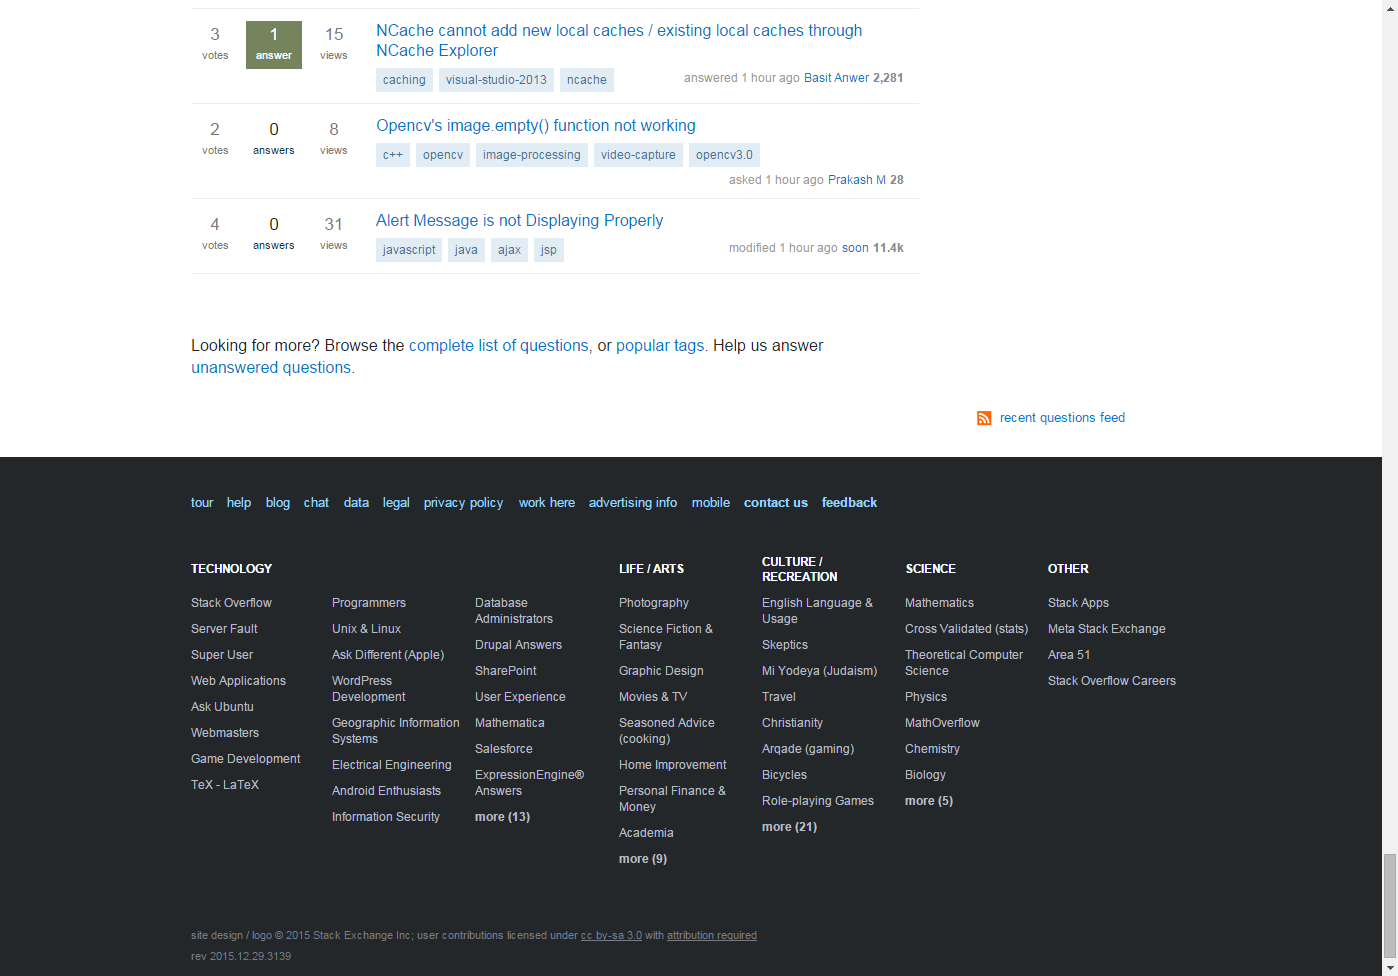 3 1 15
votes answer views
NCache cannot add new local caches / existing local caches through
NCache Explorer
caching visual-studio-2013 ncache
answered 1 hour ago Basit Anwer 2,281
2 0 8
votes answers views
Opencv's image.empty() function not working
c++ opencv image-processing video-capture opencv3.0
asked 1 hour ago Prakash M 28
4 0 31
votes answers views
Alert Message is not Displaying Properly
javascript java ajax jsp
modified 1 hour ago soon 11.4k
Looking for more? Browse the complete list of questions, or popular tags. Help us answer
unanswered questions.
recent questions feed
tour help blog chat data legal privacy policy work here advertising info mobile contact us feedback
TECHNOLOGY
Stack Overflow
Server Fault
Super User
Web Applications
Ask Ubuntu
Webmasters
Game Development
TeX - LaTeX
Programmers
Unix & Linux
Ask Different (Apple)
WordPress
Development
Geographic Information
Systems
Electrical Engineering
Android Enthusiasts
Information Security
Database
Administrators
Drupal Answers
SharePoint
User Experience
Mathematica
Salesforce
ExpressionEngine®
Answers
more (13)
LIFE / ARTS
Photography
Science Fiction &
Fantasy
Graphic Design
Movies & TV
Seasoned Advice
(cooking)
Home Improvement
Personal Finance &
Money
Academia
more (9)
CULTURE /
RECREATION
English Language &
Usage
Skeptics
Mi Yodeya (Judaism)
Travel
Christianity
Arqade (gaming)
Bicycles
Role-playing Games
more (21)
SCIENCE
Mathematics
Cross Validated (stats)
Theoretical Computer
Science
Physics
MathOverflow
Chemistry
Biology
more (5)
OTHER
Stack Apps
Meta Stack Exchange
Area 51
Stack Overflow Careers
site design / logo © 2015 Stack Exchange Inc; user contributions licensed under cc by-sa 3.0 with attribution required
rev 2015.12.29.3139